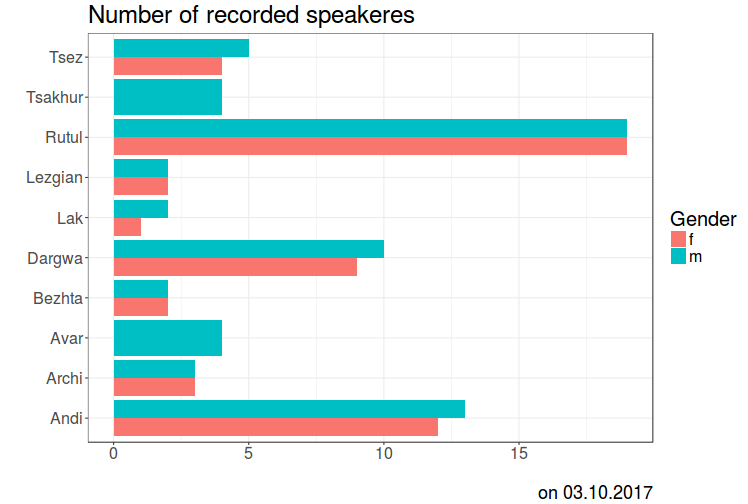 Number of recorded speakeres
Tsez
Tsakhur
Rutul
Lezgian
Lak
Dargwa
Bezhta
Avar
Archi
Andi
0 5 10 15
Gender
f
m
on 03.10.2017